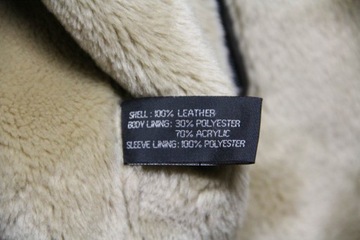 SHELL: 100% LEATHER
BODY LINING: 30% POLYESTER
70% ACRYLIC
SLEEVE LINING: 100% POLYESTER